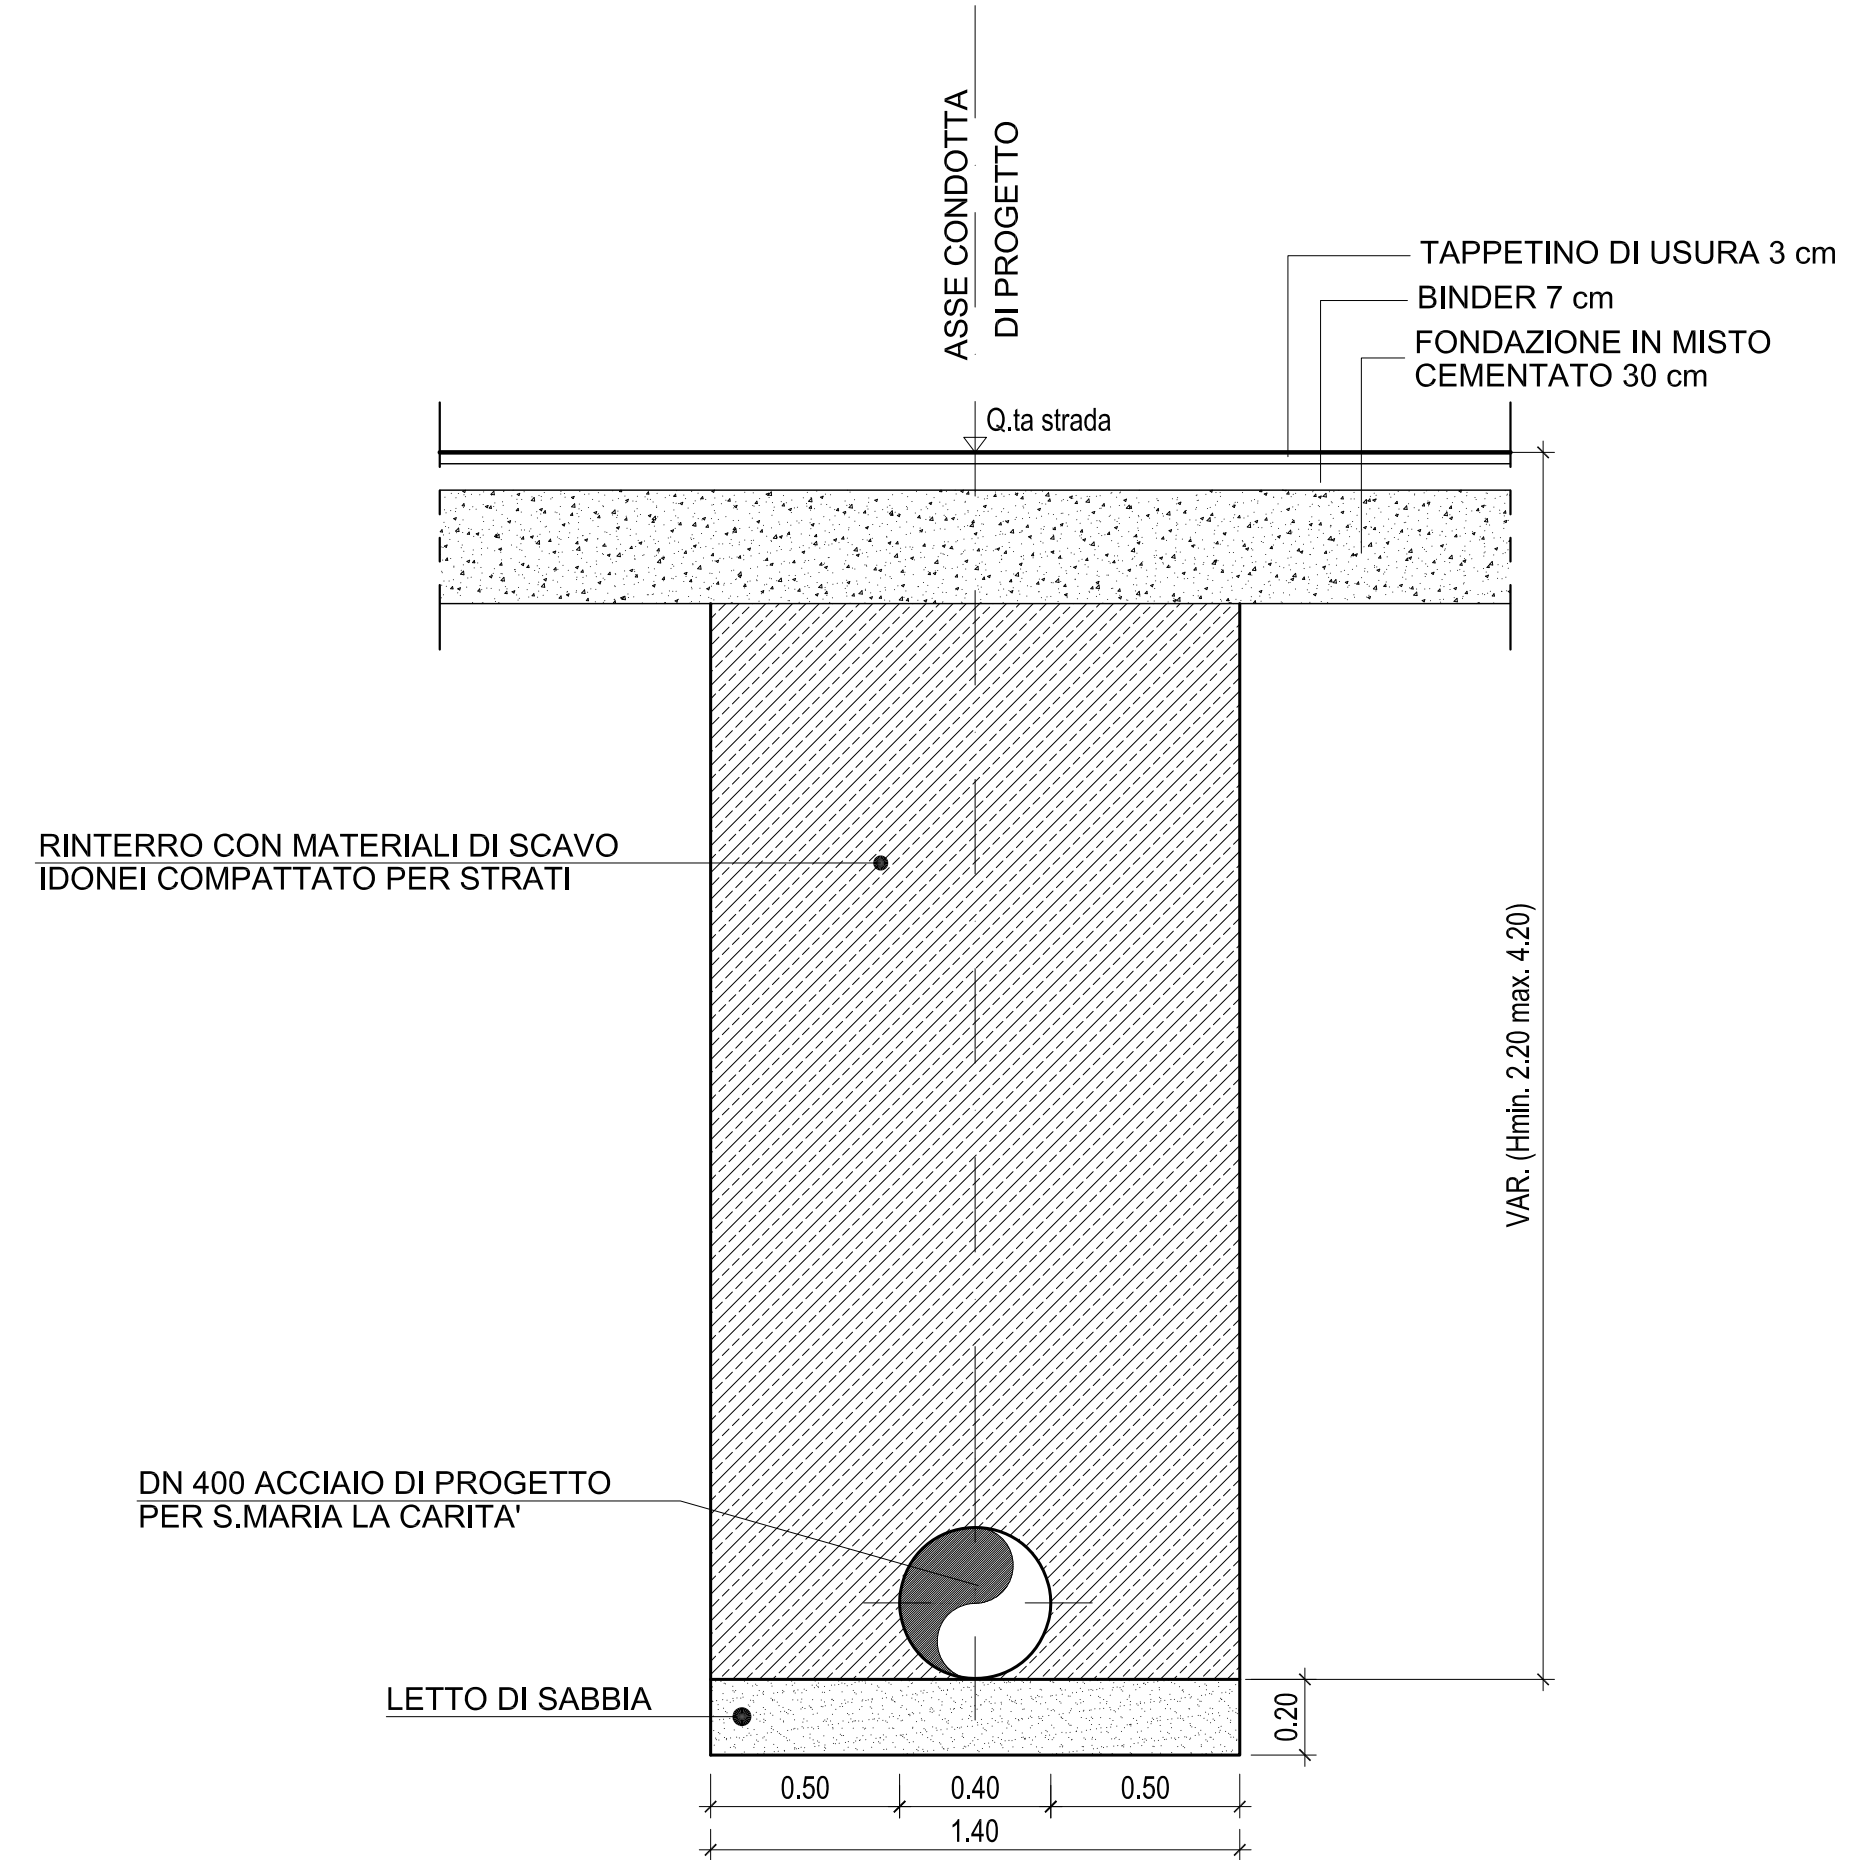 ASSE CONDOTTA
DI PROGETTO
TAPPETINO DI USURA 3 cm
BINDER 7 cm
FONDAZIONE IN MISTO
CEMENTATO 30 cm
Q.ta strada
RINTERRO CON MATERIALI DI SCAVO
IDONEI COMPATTATO PER STRATI
VAR. (Hmin. 2.20 max. 4.20)
DN 400 ACCIAIO DI PROGETTO
PER S.MARIA LA CARITA'
LETTO DI SABBIA
0.20
0.50
0.40
0.50
1.40